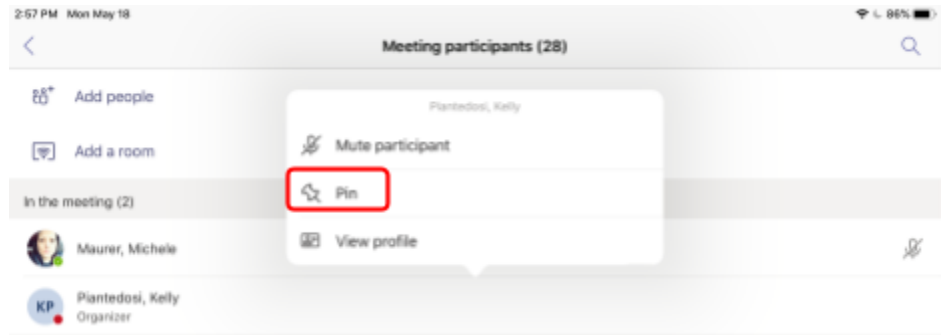 2:57 PM Mon May 18
86%
Meeting participants (28)
Add people
Piantedosi, Kelly
Mute participant
Add a room
Pin
In the meeting (2)
View profile
Maurer, Michele
KP
Piantedosi, Kelly
Organizer